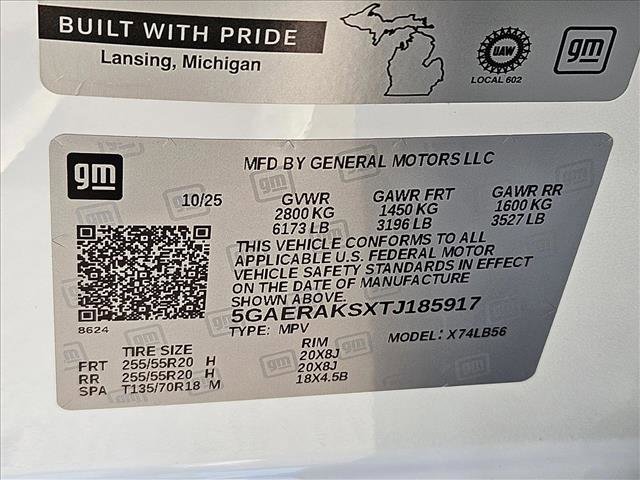 BUILT WITH PRIDE
Lansing, Michigan
UAW
LOCAL 602
gm
gm
MFD BY GENERAL MOTORS LLC
10/25 GVWR GAWR FRT GAWR RR
2800 KG 1450 KG 1600 KG
6173 LB 3196 LB 3527 LB
THIS VEHICLE CONFORMS TO ALL
APPLICABLE U.S. FEDERAL MOTOR
VEHICLE SAFETY STANDARDS IN EFFECT
ON THE DATE OF MANUFACTURE
SHOWN ABOVE.
8624
5GAERAKSXTJ185917
TYPE: MPV MODEL: X74LB56
TIRE SIZE RIM
FRT 255/55R20 H 20X8J
RR 255/55R20 H 20X8J
SPA T135/70R18 M 18X4.5B